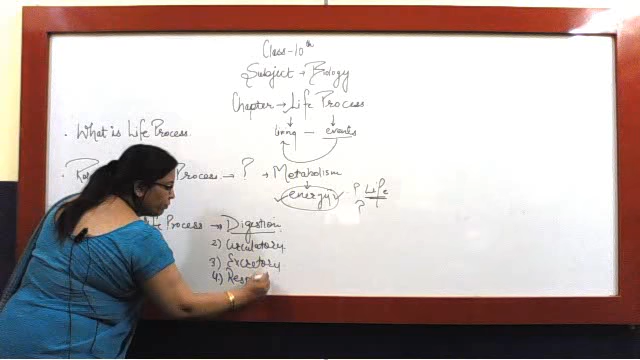 Class-10th
Subject → Biology
Chapter → Life Process
living — events
• What is Life Process.
Process → ? → Metabolism
energy ? Life
?
Life Process → Digestion
2) Circulatory
3) Excretory
4) Resp